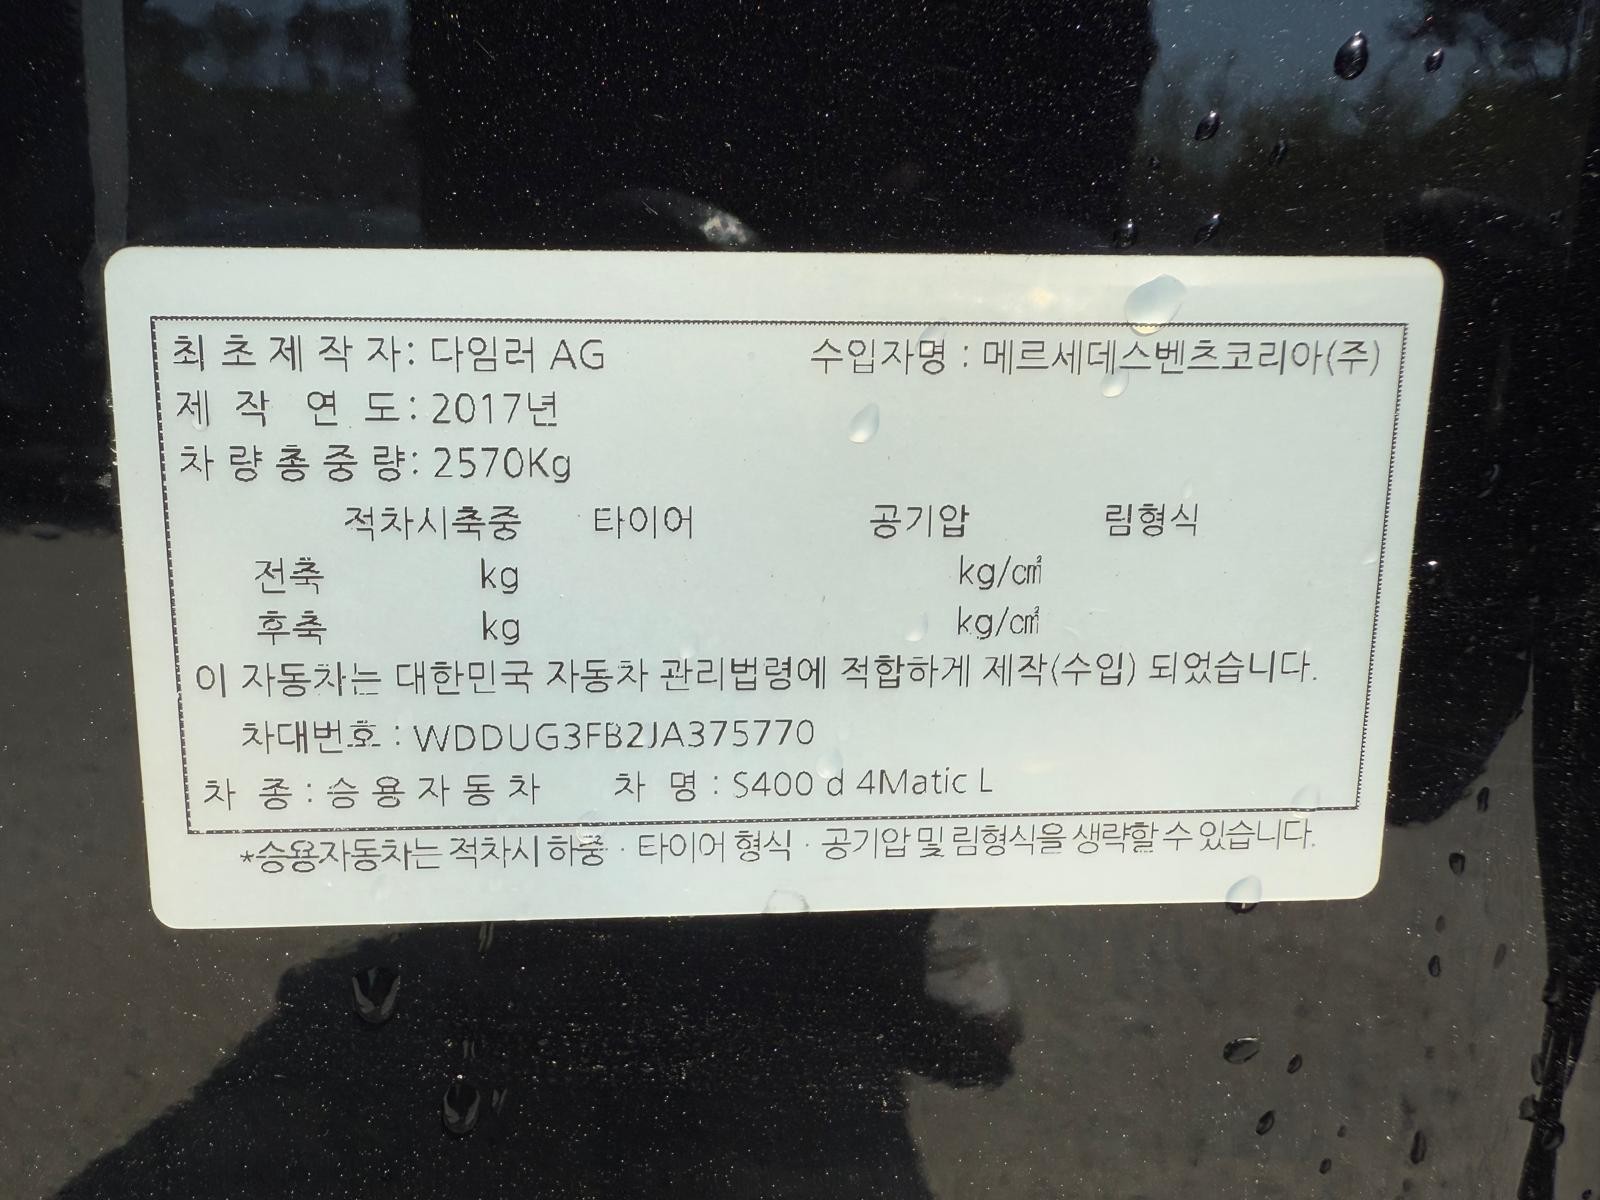 최초제작자: 다임러 AG 수입자명 : 메르세데스벤츠코리아(주)
제 작 연 도: 2017년
차량총중량: 2570Kg
적차시축중 타이어 공기압 림형식
전축 kg kg/㎠
후축 kg kg/㎠
이 자동차는 대한민국 자동차 관리법령에 적합하게 제작(수입) 되었습니다.
차대번호 : WDDUG3FB2JA375770
차 종 : 승용자동차 차 명 : S400 d 4Matic L
*승용자동차는 적차시 하중 · 타이어 형식 · 공기압 및 림형식을 생략할 수 있습니다.